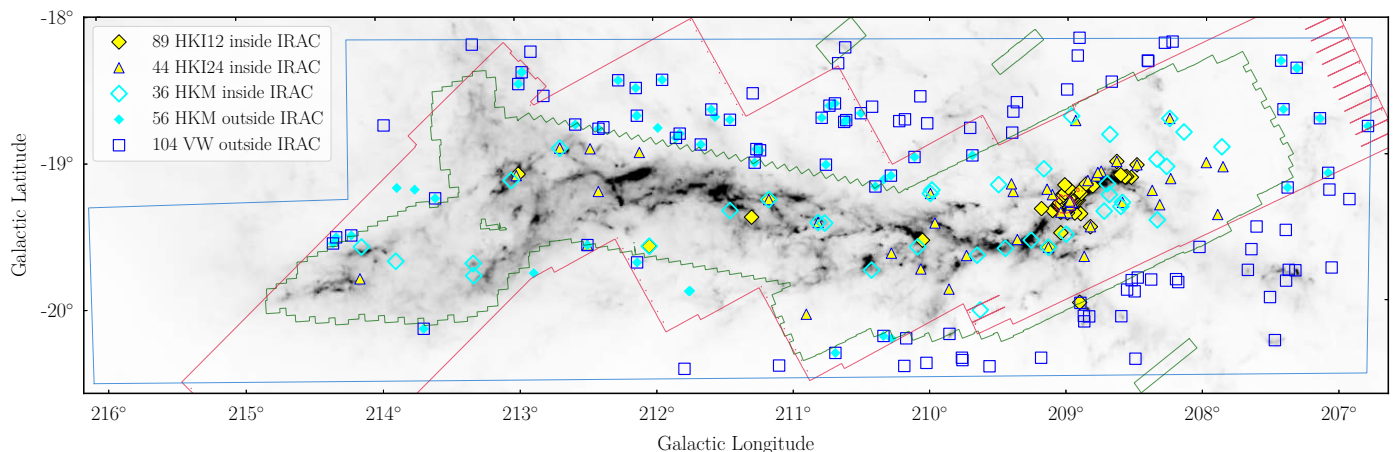 -18°
89 HKI12 inside IRAC
44 HKI24 inside IRAC
36 HKM inside IRAC
56 HKM outside IRAC
104 VW outside IRAC
-19°
-20°
Galactic Latitude
216° 215° 214° 213° 212° 211° 210° 209° 208° 207°
Galactic Longitude